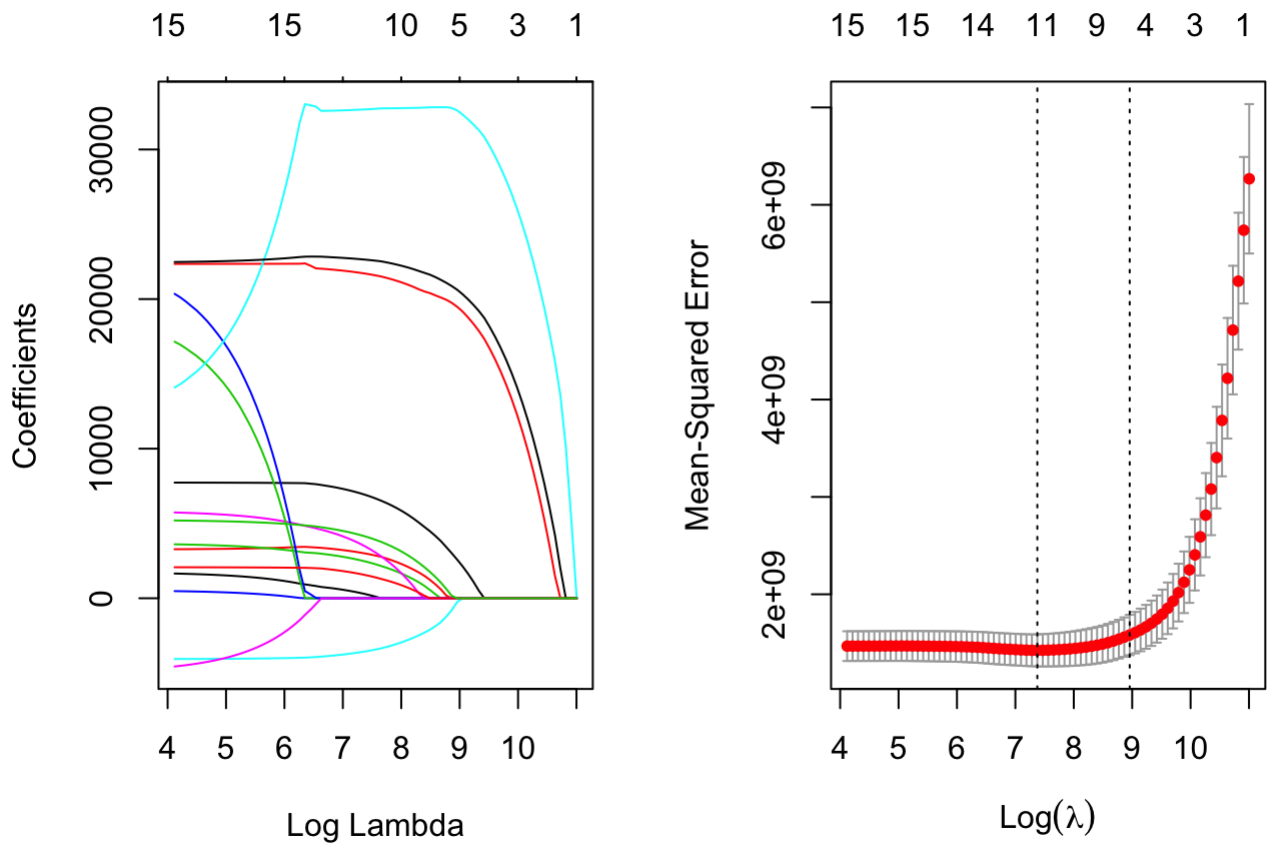 15 15 10 5 3 1
Coefficients
30000
20000
10000
0
4 5 6 7 8 9 10
Log Lambda
15 15 14 11 9 4 3 1
Mean-Squared Error
6e+09
4e+09
2e+09
4 5 6 7 8 9 10
Log(λ)